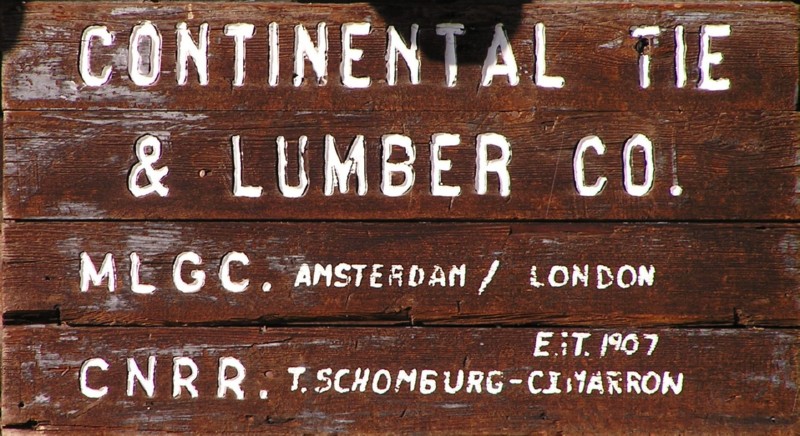 CONTINENTAL TIE
& LUMBER CO.
MLGC. AMSTERDAM / LONDON
E.T. 1907
CNRR. T. SCHOMBURG-CIMARRON